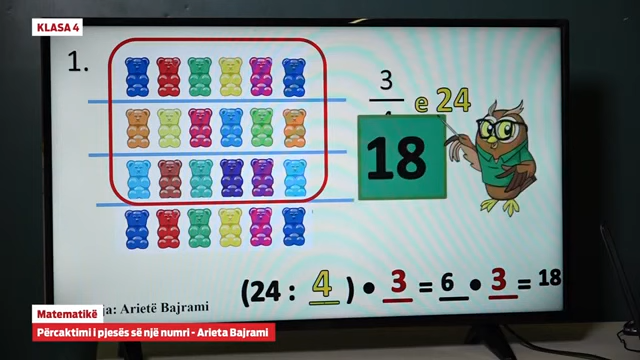 KLASA 4
1.
3
e 24
18
(24 : 4 ) • 3 = 6 • 3 = 18
a: Arietë Bajrami
Matematikë
Përcaktimi i pjesës së një numri - Arieta Bajrami